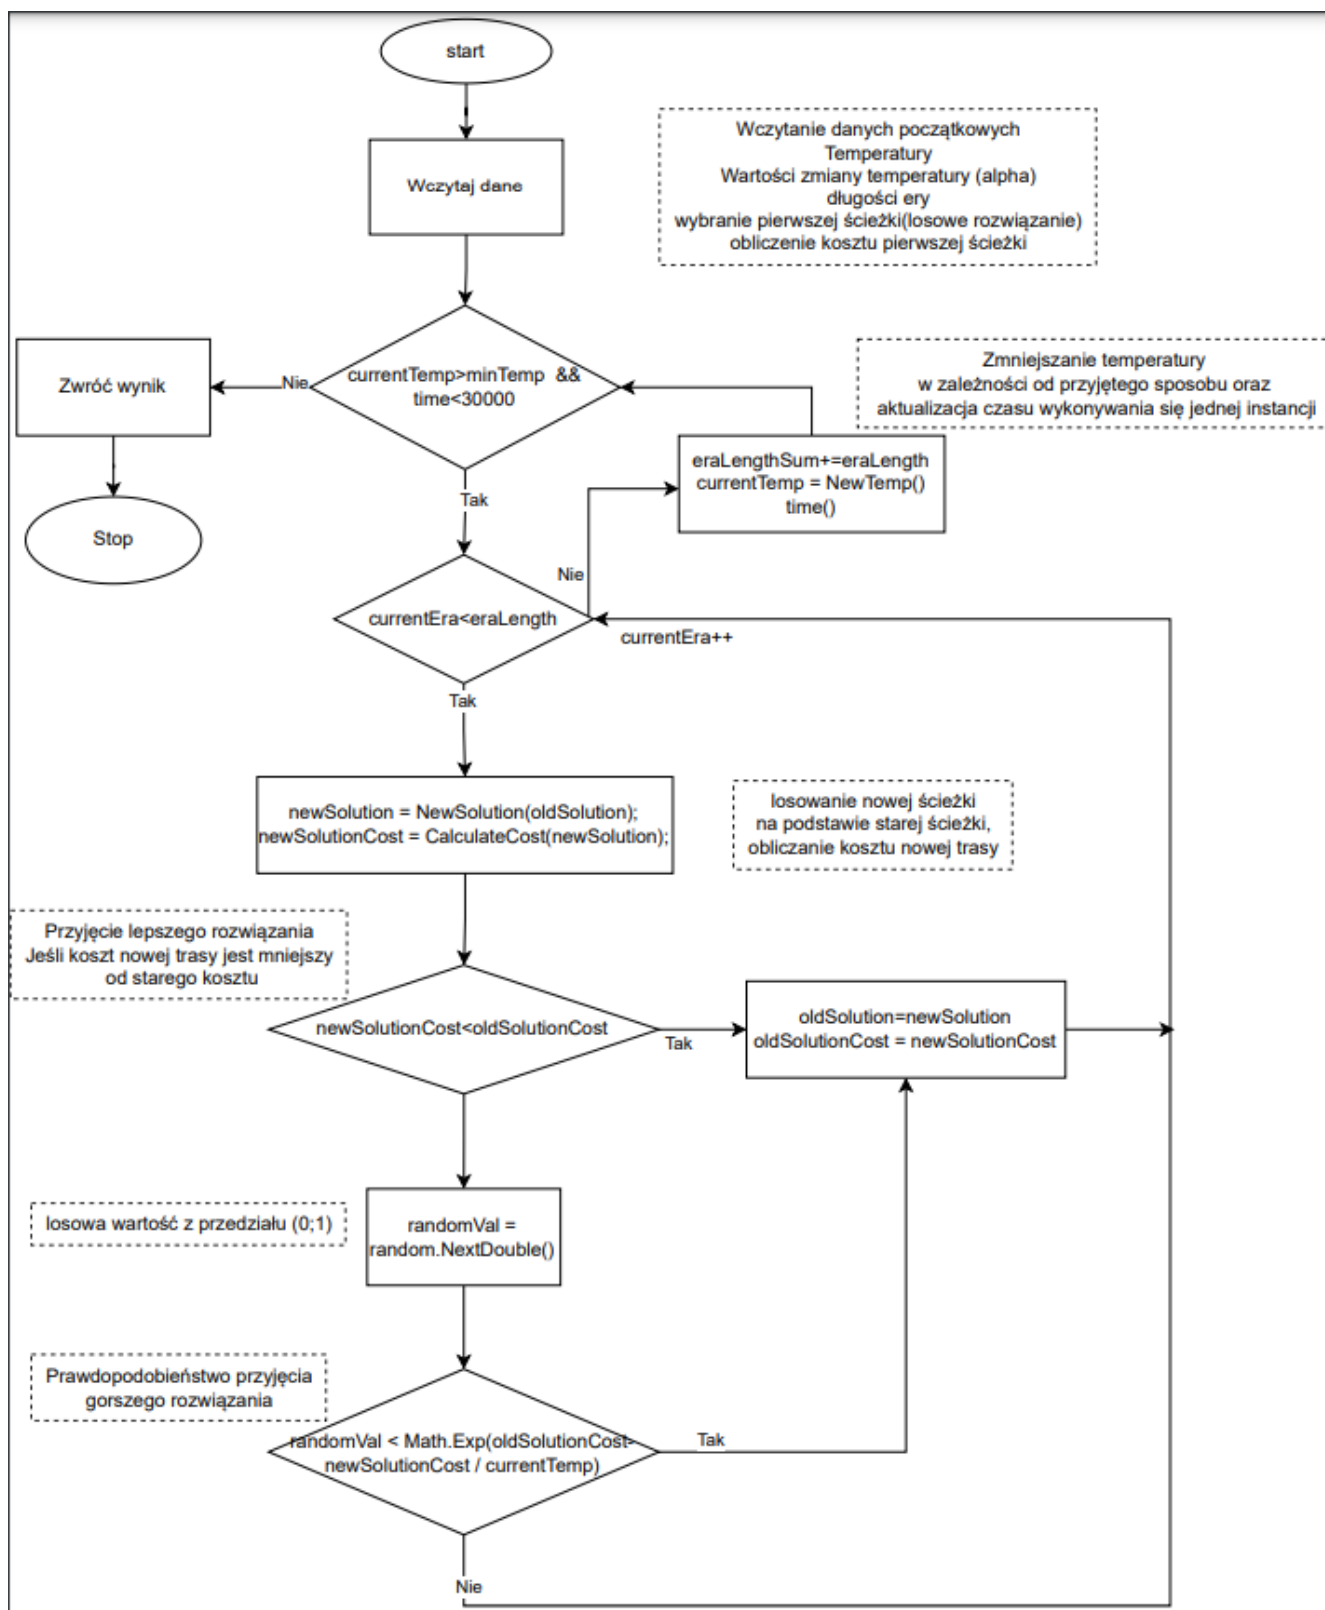 start
Wczytaj dane
Wczytanie danych początkowych
Temperatury
Wartości zmiany temperatury (alpha)
długości ery
wybranie pierwszej ścieżki(losowe rozwiązanie)
obliczenie kosztu pierwszej ścieżki
Zwróć wynik
Nie
currentTemp>minTemp &&
time<30000
Zmniejszanie temperatury
w zależności od przyjętego sposobu oraz
aktualizacja czasu wykonywania się jednej instancji
eraLengthSum+=eraLength
currentTemp = NewTemp()
time()
Tak
Stop
Nie
currentEra<eraLength
currentEra++
Tak
newSolution = NewSolution(oldSolution);
newSolutionCost = CalculateCost(newSolution);
losowanie nowej ścieżki
na podstawie starej ścieżki,
obliczanie kosztu nowej trasy
Przyjęcie lepszego rozwiązania
Jeśli koszt nowej trasy jest mniejszy
od starego kosztu
newSolutionCost<oldSolutionCost
Tak
oldSolution=newSolution
oldSolutionCost = newSolutionCost
losowa wartość z przedziału (0;1)
randomVal =
random.NextDouble()
Prawdopodobieństwo przyjęcia
gorszego rozwiązania
randomVal < Math.Exp(oldSolutionCost-
newSolutionCost / currentTemp)
Tak
Nie